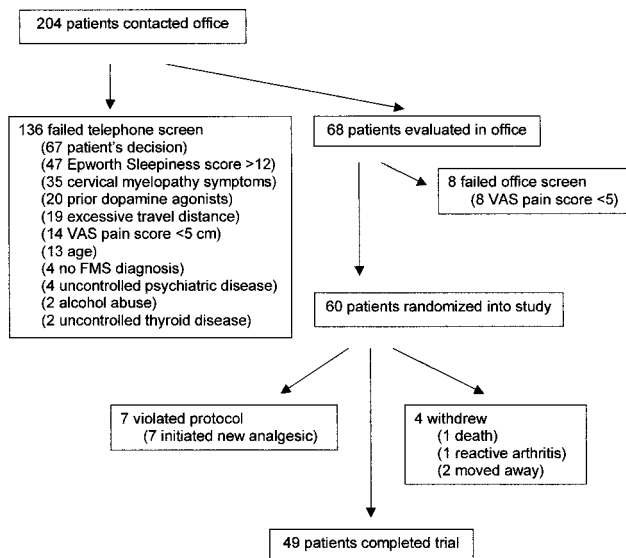 204 patients contacted office
136 failed telephone screen
(67 patient's decision)
(47 Epworth Sleepiness score >12)
(35 cervical myelopathy symptoms)
(20 prior dopamine agonists)
(19 excessive travel distance)
(14 VAS pain score <5 cm)
(13 age)
(4 no FMS diagnosis)
(4 uncontrolled psychiatric disease)
(2 alcohol abuse)
(2 uncontrolled thyroid disease)
68 patients evaluated in office
8 failed office screen
(8 VAS pain score <5)
60 patients randomized into study
7 violated protocol
(7 initiated new analgesic)
4 withdrew
(1 death)
(1 reactive arthritis)
(2 moved away)
49 patients completed trial